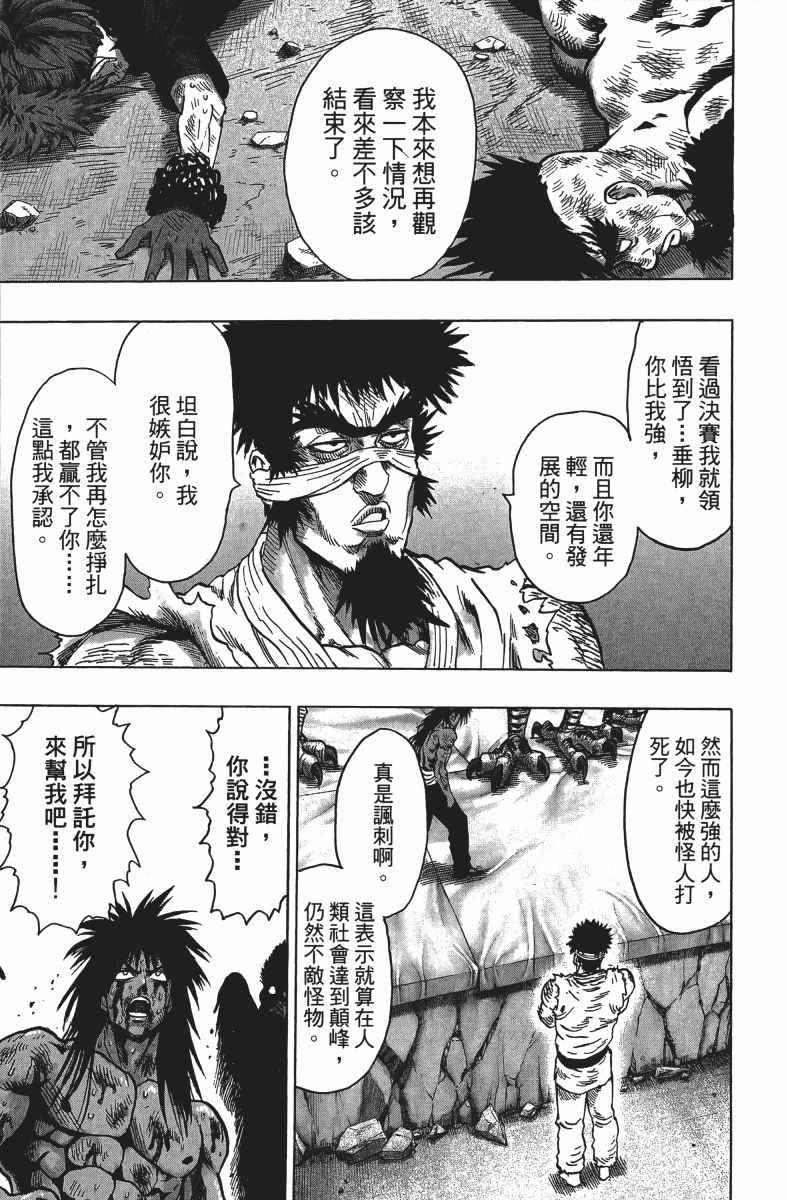 我本來想再觀
察一下情況，
看來差不多該
結束了。
看過決賽我就領
悟到了…垂柳，
你比我強，
而且你還年
輕，還有發
展的空間。
坦白說，我
很嫉妒你。
不管我再怎麼掙扎
，都贏不了你……
這點我承認。
然而這麼強的人，
如今也快被怪人打
死了。
真是諷刺啊。
這表示就算在人
類社會達到顛峰，
仍然不敵怪物。
…沒錯，
你說得對…
所以拜託你，
來幫我吧……！